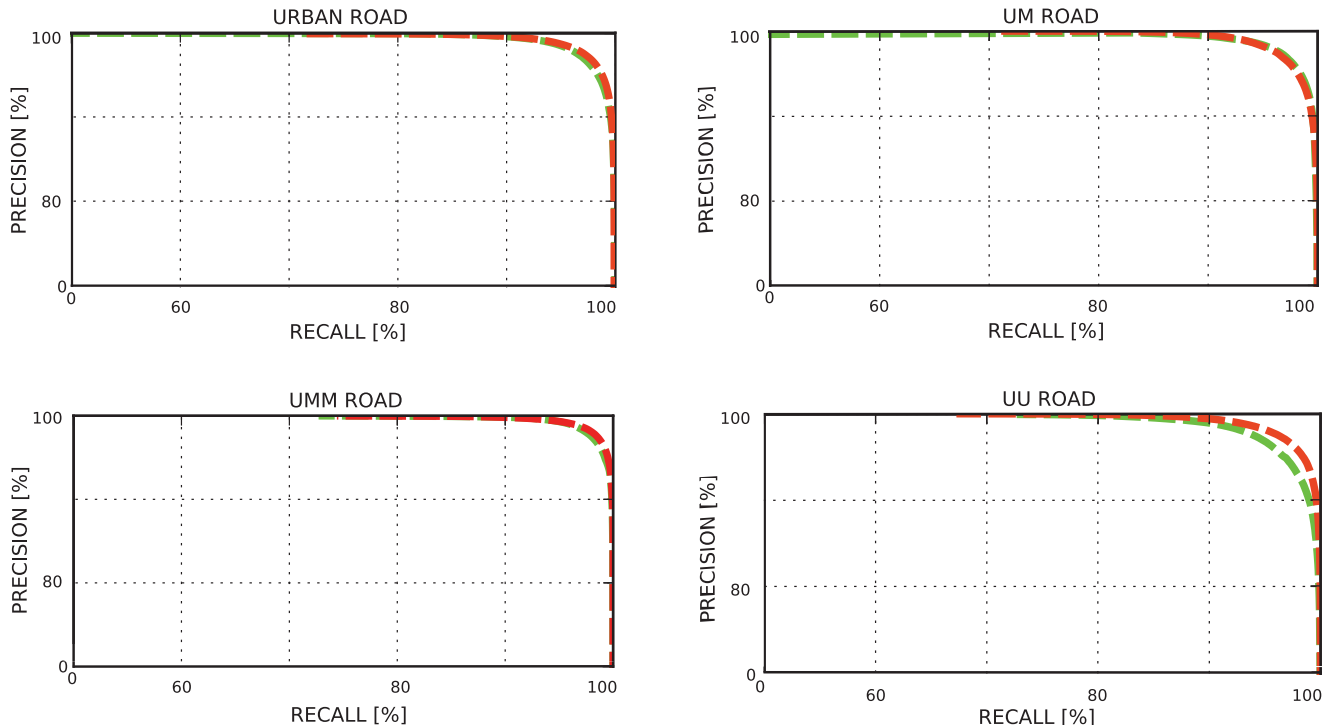 URBAN ROAD
100
80
0
PRECISION [%]
0 60 80 100
RECALL [%]
UM ROAD
100
80
0
PRECISION [%]
0 60 80 100
RECALL [%]
UMM ROAD
100
80
0
PRECISION [%]
0 60 80 100
RECALL [%]
UU ROAD
100
80
0
PRECISION [%]
0 60 80 100
RECALL [%]